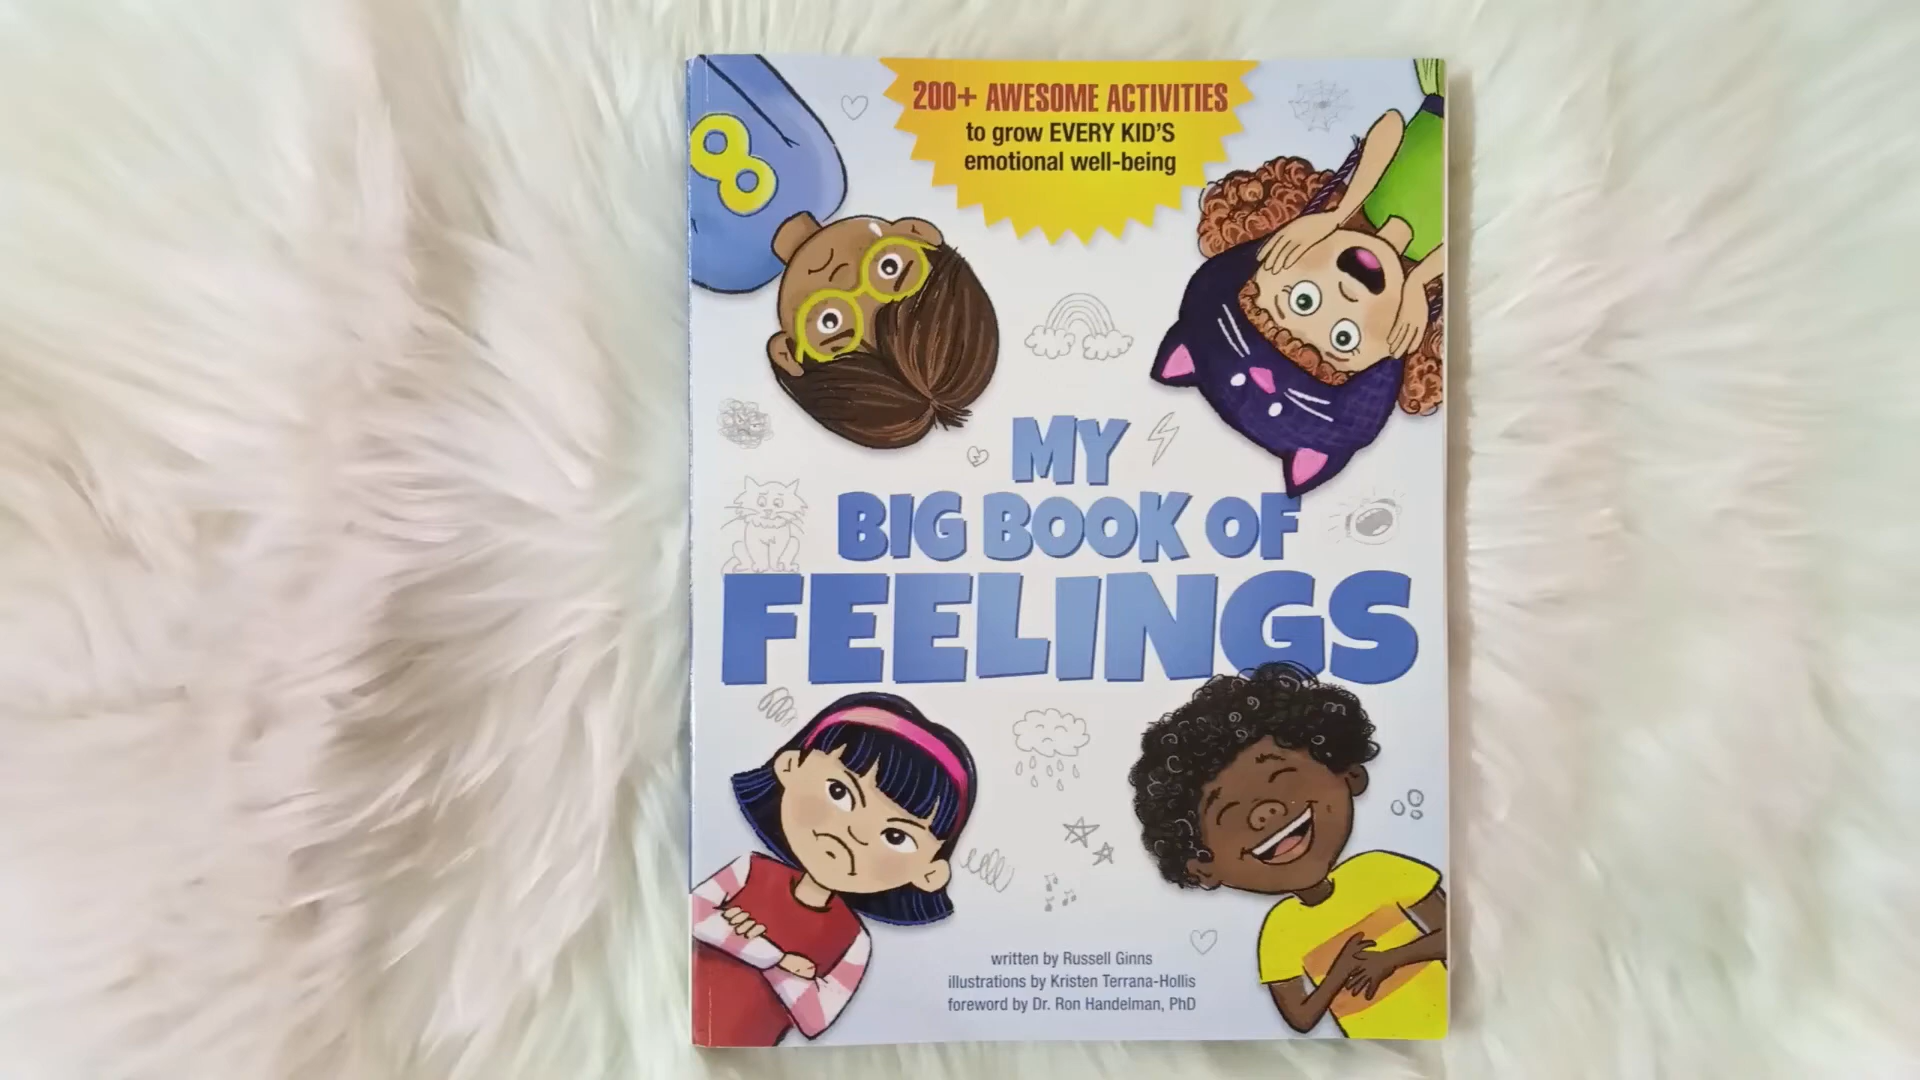 200+ AWESOME ACTIVITIES
to grow EVERY KID'S
emotional well-being
8
MY
BIG BOOK OF
FEELINGS
written by Russell Ginns
illustrations by Kristen Terrana-Hollis
foreword by Dr. Ron Handelman, PhD